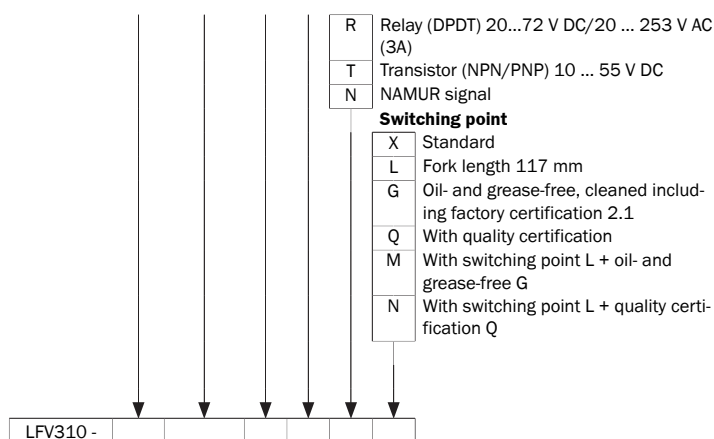 R Relay (DPDT) 20...72 V DC/20 ... 253 V AC
(3A)
T Transistor (NPN/PNP) 10 ... 55 V DC
N NAMUR signal
Switching point
X Standard
L Fork length 117 mm
G Oil- and grease-free, cleaned includ-
ing factory certification 2.1
Q With quality certification
M With switching point L + oil- and
grease-free G
N With switching point L + quality certi-
fication Q
LFV310 -